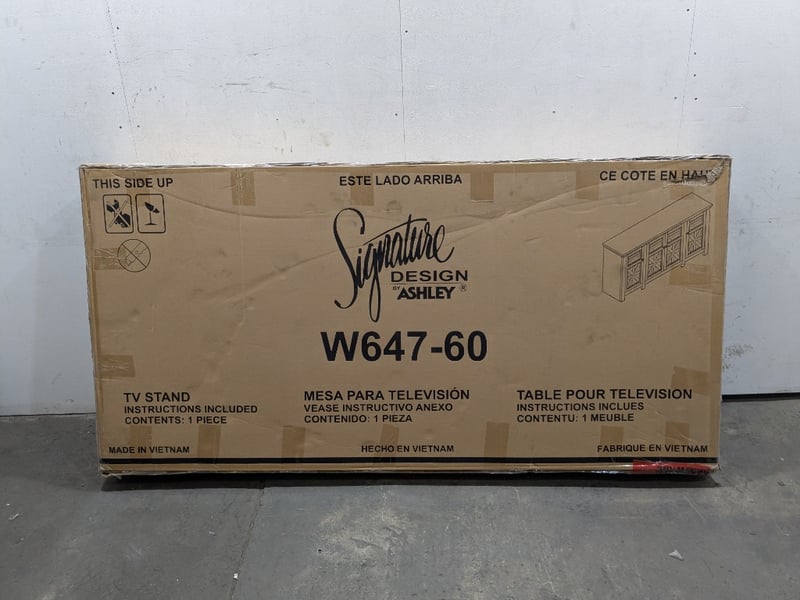 THIS SIDE UP
ESTE LADO ARRIBA
CE COTE EN HAU
Signature
DESIGN
BY ASHLEY ®
W647-60
TV STAND
INSTRUCTIONS INCLUDED
CONTENTS: 1 PIECE
MESA PARA TELEVISIÓN
VEASE INSTRUCTIVO ANEXO
CONTENIDO: 1 PIEZA
TABLE POUR TELEVISION
INSTRUCTIONS INCLUES
CONTENTU: 1 MEUBLE
MADE IN VIETNAM
HECHO EN VIETNAM
FABRIQUE EN VIETNAM